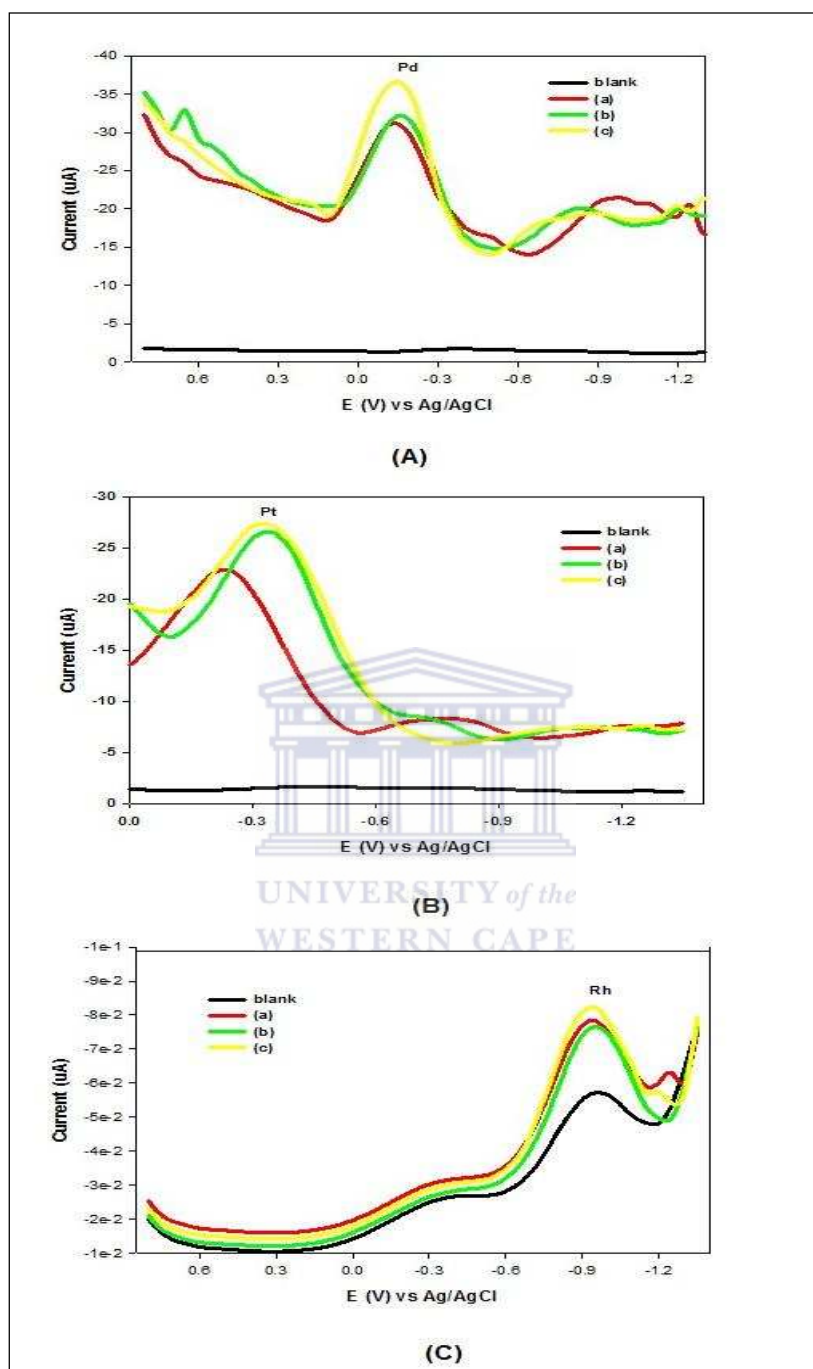 -40
Pd
-35
blank
(a)
-30
(b)
(c)
-25
-20
-15
-10
-5
0
Current (uA)
0.6 0.3 0.0 -0.3 -0.6 -0.9 -1.2
E (V) vs Ag/AgCl
(A)
-30
Pt
blank
-25
(a)
(b)
(c)
-20
-15
-10
-5
0
Current (uA)
0.0 -0.3 -0.6 -0.9 -1.2
E (V) vs Ag/AgCl
UNIVERSITY of the
(B)
WESTERN CAPE
-1e-1
-9e-2
Rh
blank
-8e-2
(a)
(b)
(c)
-7e-2
-6e-2
-5e-2
-4e-2
-3e-2
-2e-2
-1e-2
Current (uA)
0.6 0.3 0.0 -0.3 -0.6 -0.9 -1.2
E (V) vs Ag/AgCl
(C)